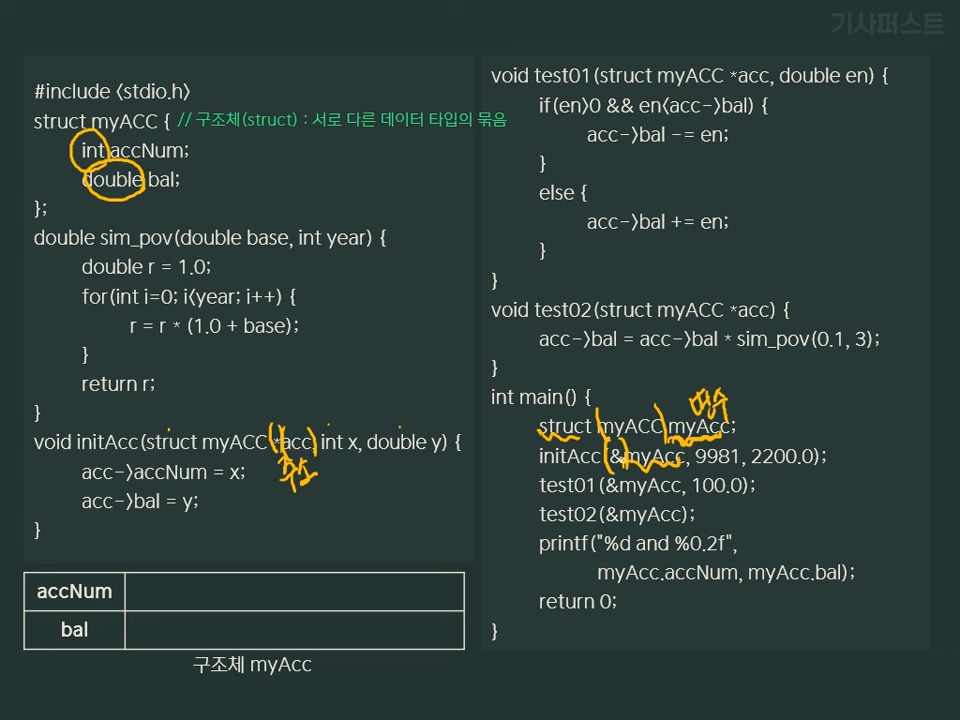 기사퍼스트
#include <stdio.h>
struct myACC { // 구조체(struct) : 서로 다른 데이터 타입의 묶음
int accNum;
double bal;
};
double sim_pov(double base, int year) {
double r = 1.0;
for(int i=0; i<year; i++) {
r = r * (1.0 + base);
}
return r;
}
void initAcc(struct myACC *acc, int x, double y) {
주소
acc->accNum = x;
acc->bal = y;
}
accNum
bal
구조체 myAcc
void test01(struct myACC *acc, double en) {
if(en>0 && en<acc->bal) {
acc->bal -= en;
}
else {
acc->bal += en;
}
}
void test02(struct myACC *acc) {
acc->bal = acc->bal * sim_pov(0.1, 3);
}
int main() {
변수
struct myACC myAcc;
initAcc(&myAcc, 9981, 2200.0);
test01(&myAcc, 100.0);
test02(&myAcc);
printf("%d and %0.2f",
myAcc.accNum, myAcc.bal);
return 0;
}